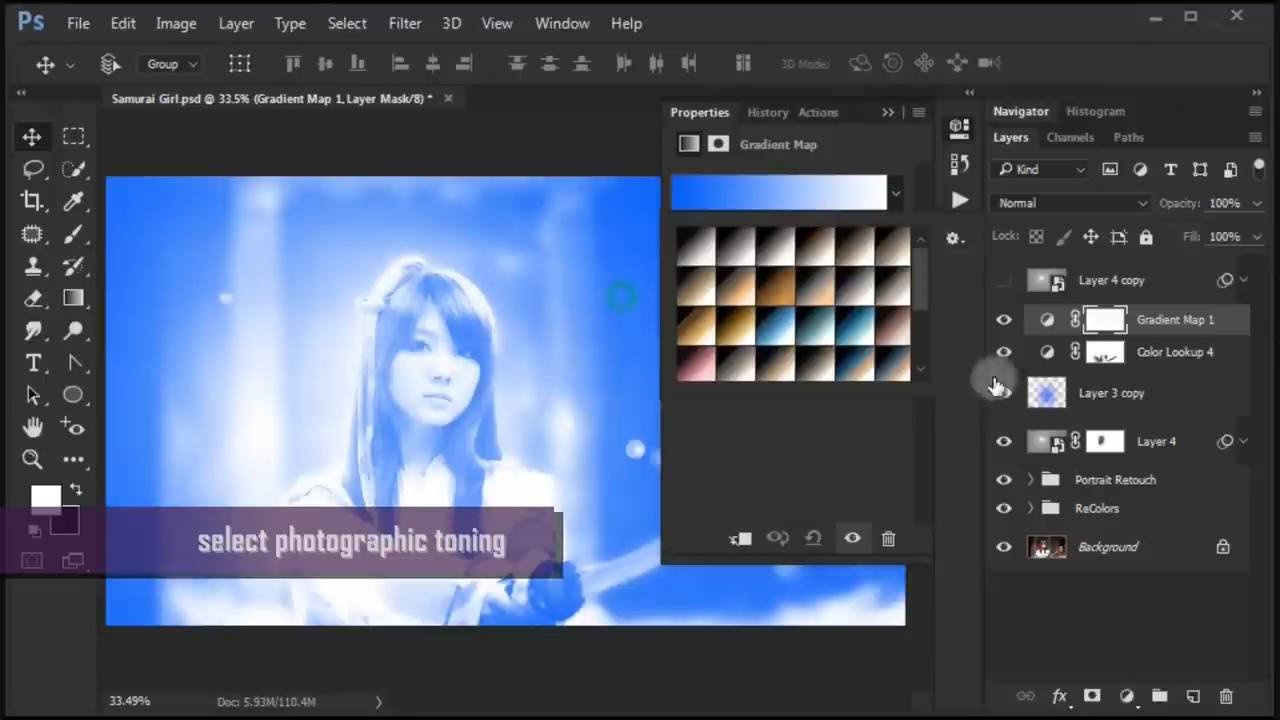 Ps File Edit Image Layer Type Select Filter 3D View Window Help
Group 3D Mode:
Samurai Girl.psd @ 33.5% (Gradient Map 1, Layer Mask/8) *
Properties History Actions
Gradient Map
Navigator Histogram
Layers Channels Paths
Kind
Normal Opacity: 100%
Lock: Fill: 100%
Layer 4 copy
Gradient Map 1
Color Lookup 4
Layer 3 copy
Layer 4
Portrait Retouch
ReColors
Background
select photographic toning
33.49% Doc: 5.93M/110.4M